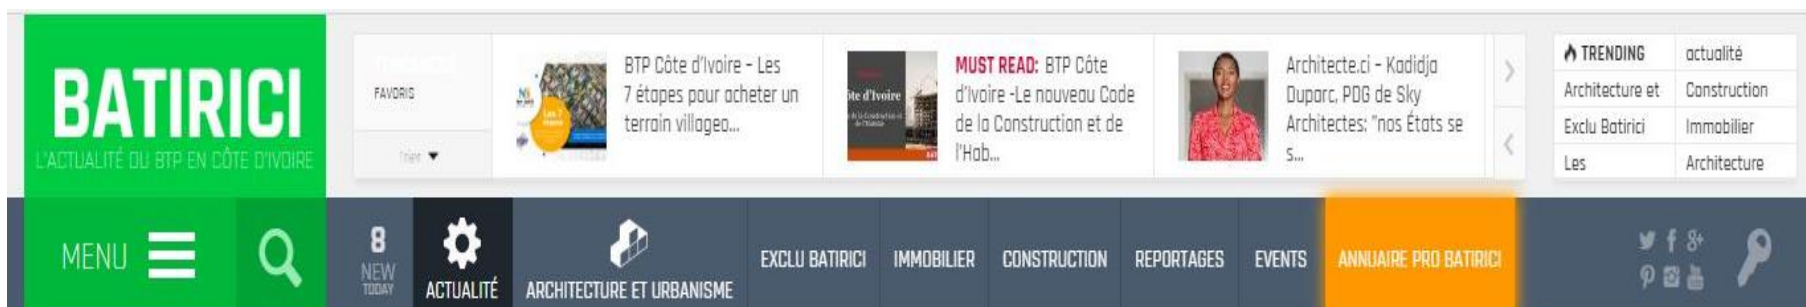 BATIRICI
L'ACTUALITÉ DU BTP EN CÔTE D'IVOIRE
FAVORIS
Trier
BTP Côte d'Ivoire - Les
7 étapes pour acheter un
terrain villageo...
MUST READ: BTP Côte
d'Ivoire -Le nouveau Code
de la Construction et de
l'Hab...
Architecte.ci - Kadidja
Duparc, PDG de Sky
Architectes: "nos États se
s...
TRENDING
actualité
Architecture et
Construction
Exclu Batirici
Immobilier
Les
Architecture
MENU
8
NEW
TODAY
ACTUALITÉ
ARCHITECTURE ET URBANISME
EXCLU BATIRICI
IMMOBILIER
CONSTRUCTION
REPORTAGES
EVENTS
ANNUAIRE PRO BATIRICI